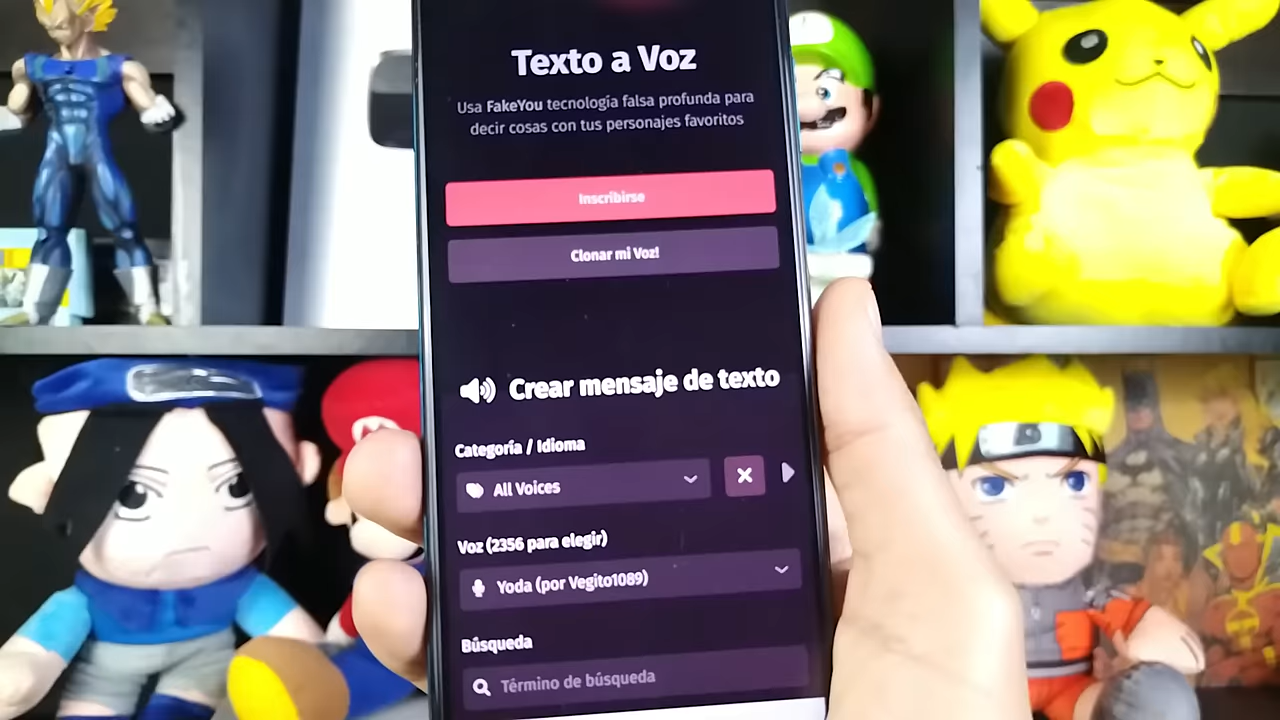 Texto a Voz
Usa FakeYou tecnología falsa profunda para
decir cosas con tus personajes favoritos
Inscribirse
Clonar mi Voz!
Crear mensaje de texto
Categoría / Idioma
All Voices
Voz (2356 para elegir)
Yoda (por Vegito1089)
Búsqueda
Término de búsqueda